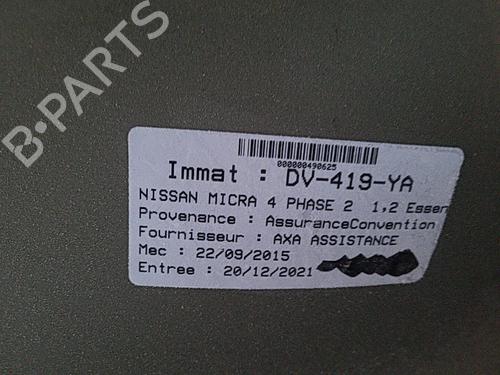 B-PARTS
000000490625
Immat : DV-419-YA
NISSAN MICRA 4 PHASE 2 1,2 Essen
Provenance : AssuranceConvention
Fournisseur : AXA ASSISTANCE
Mec : 22/09/2015
Entree : 20/12/2021